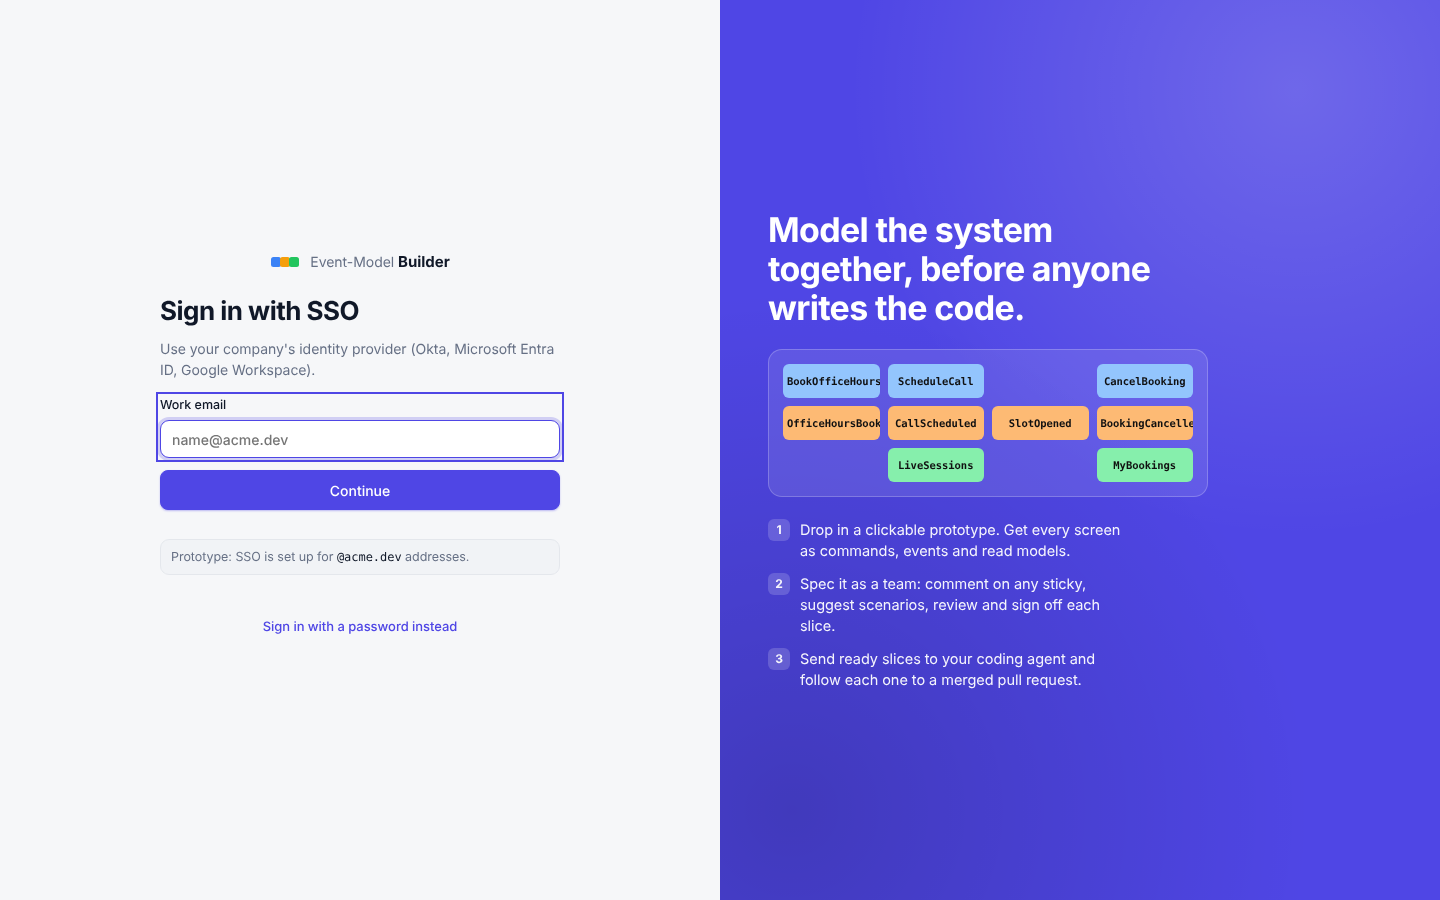 Event-Model Builder
Sign in with SSO
Use your company's identity provider (Okta, Microsoft Entra
ID, Google Workspace).
Work email
name@acme.dev
Continue
Prototype: SSO is set up for @acme.dev addresses.
Sign in with a password instead
Model the system
together, before anyone
writes the code.
BookOfficeHours ScheduleCall CancelBooking
OfficeHoursBook CallScheduled SlotOpened BookingCancelle
LiveSessions MyBookings
1 Drop in a clickable prototype. Get every screen
as commands, events and read models.
2 Spec it as a team: comment on any sticky,
suggest scenarios, review and sign off each
slice.
3 Send ready slices to your coding agent and
follow each one to a merged pull request.